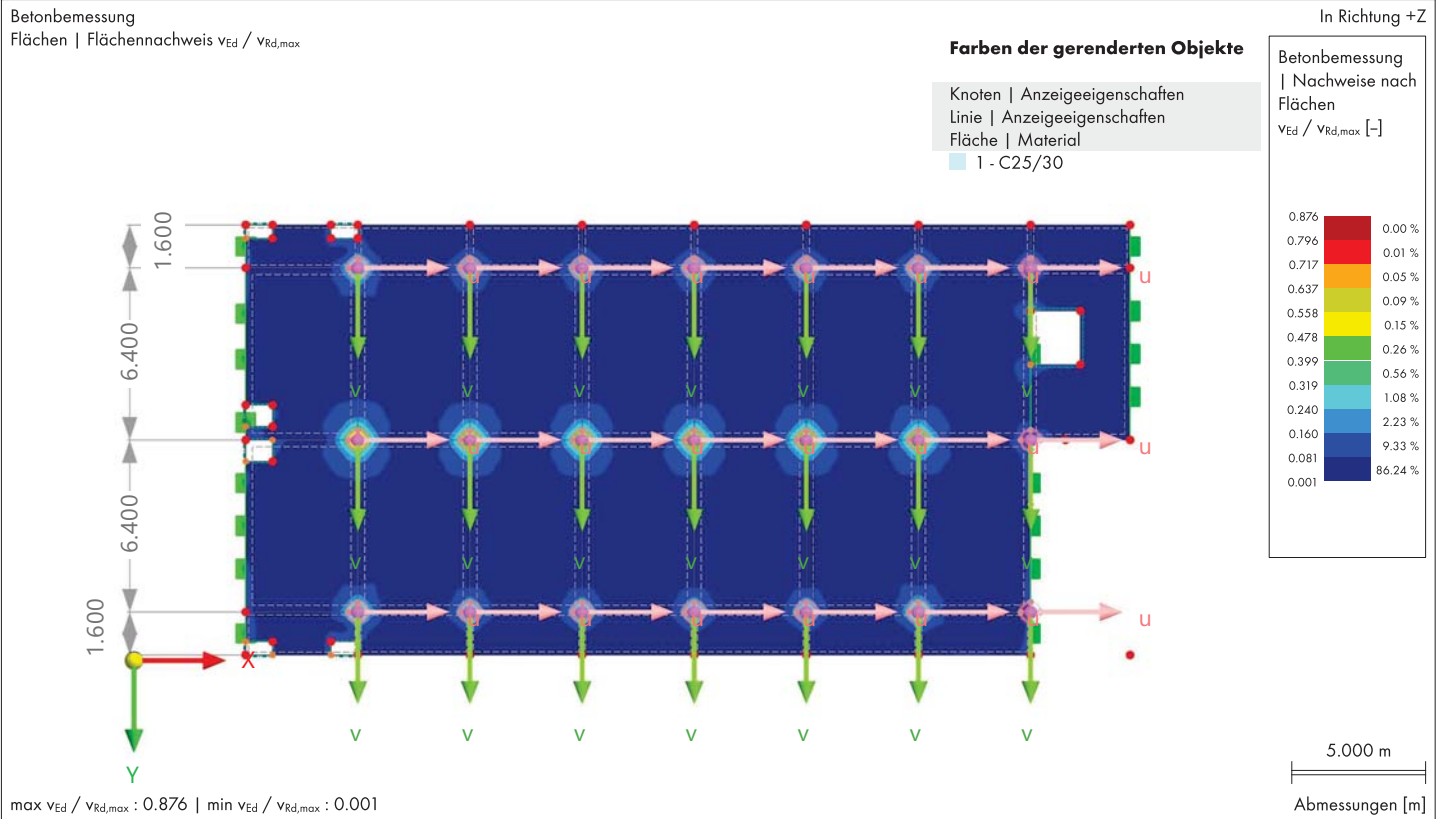 Betonbemessung
Flächen | Flächennachweis vEd / vRd,max
In Richtung +Z
Farben der gerenderten Objekte
Knoten | Anzeigeeigenschaften
Linie | Anzeigeeigenschaften
Fläche | Material
1 - C25/30
Betonbemessung
| Nachweise nach
Flächen
vEd / vRd,max [-]
0.876
0.00 %
0.796
0.01 %
0.717
0.05 %
0.637
0.09 %
0.558
0.15 %
0.478
0.26 %
0.399
0.56 %
0.319
1.08 %
0.240
2.23 %
0.160
9.33 %
0.081
86.24 %
0.001
1.600
6.400
6.400
1.600
u u u u u u u
v v v v v v v
u u u u u u u
v v v v v v v
u u u u u u u
X
v v v v v v v
Y
5.000 m
max vEd / vRd,max : 0.876 | min vEd / vRd,max : 0.001
Abmessungen [m]